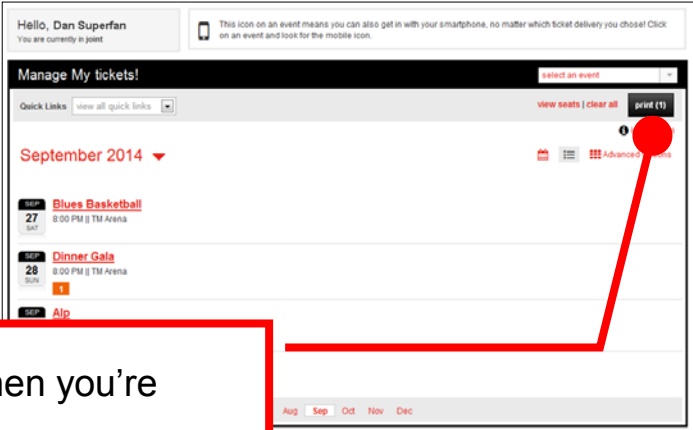 Hello, Dan Superfan
You are currently in joint
This icon on an event means you can also get in with your smartphone, no matter which ticket delivery you chose! Click
on an event and look for the mobile icon.
Manage My tickets!
select an event
Quick Links view all quick links
view seats | clear all print (1)
September 2014
Advanced
SEP
27
SAT
Blues Basketball
8:00 PM || TM Arena
SEP
28
SUN
Dinner Gala
8:00 PM || TM Arena
1
SEP
Alp
you're
Aug Sep Oct Nov Dec